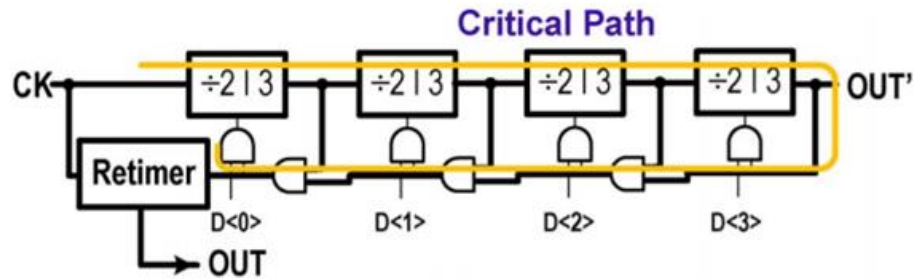 Critical Path
CK ÷2 | 3 ÷2 | 3 ÷2 | 3 ÷2 | 3 OUT'
Retimer
D<0> D<1> D<2> D<3>
OUT